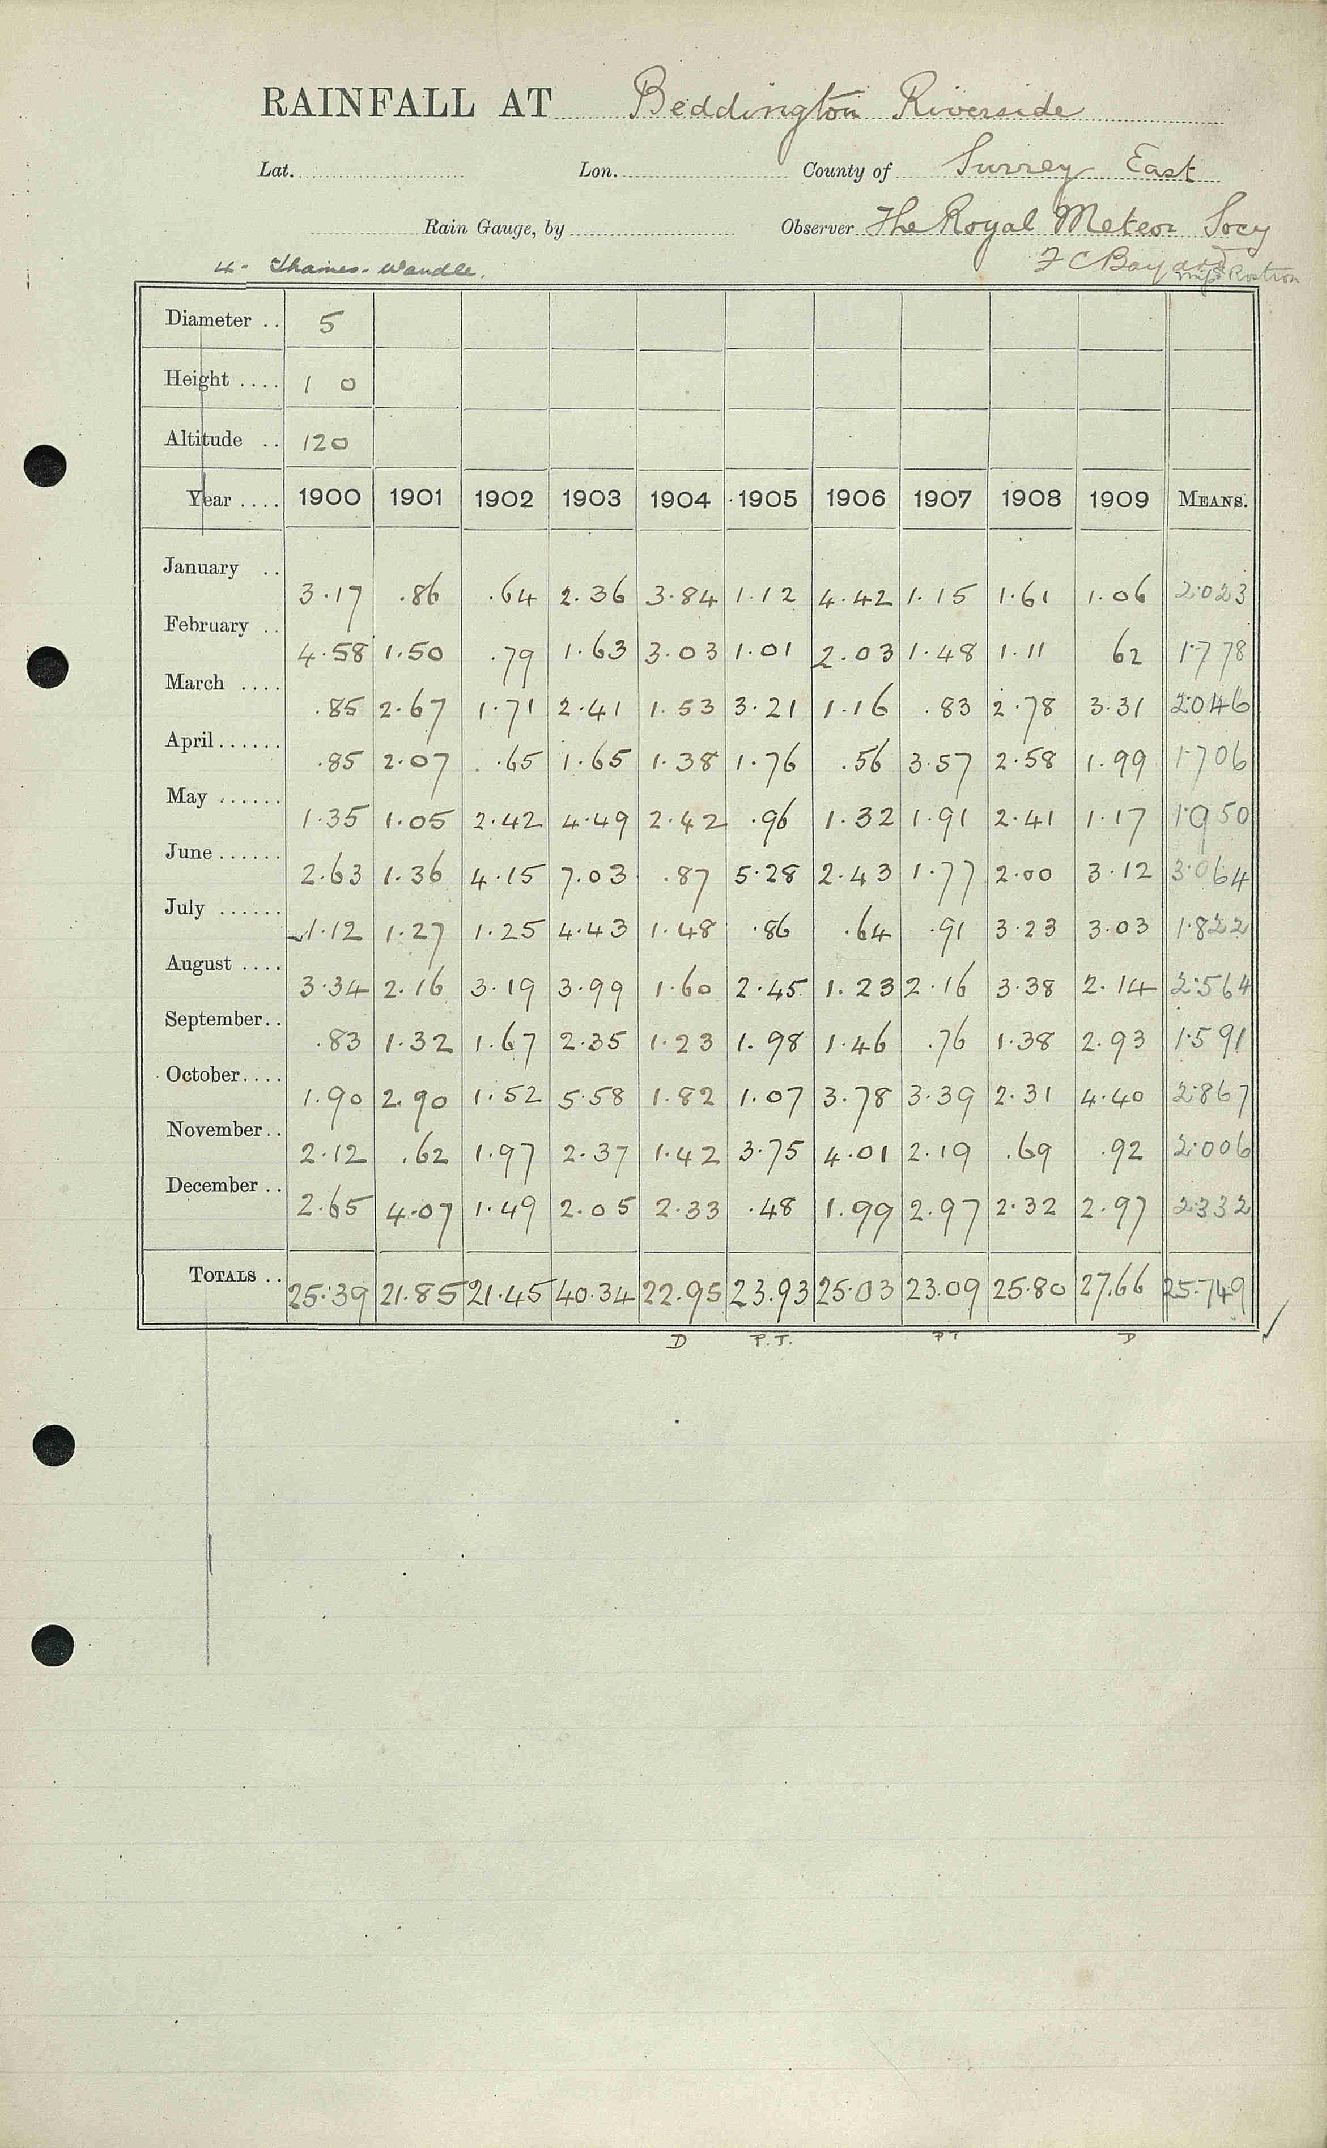 RAINFALL AT Beddington Riverside
Lat. Lon. County of Surrey East
Rain Gauge, by Observer The Royal Meteor Socy
4. Thames. Wandle. F C Bayard
Miss Rostron
Diameter .. 5
Height .... 1 0
Altitude .. 120
Year .... 1900 1901 1902 1903 1904 1905 1906 1907 1908 1909 MEANS.
January .. 3.17 .86 .64 2.36 3.84 1.12 4.42 1.15 1.61 1.06 2.023
February .. 4.58 1.50 .79 1.63 3.03 1.01 2.03 1.48 1.11 62 1.778
March .... .85 2.67 1.71 2.41 1.53 3.21 1.16 .83 2.78 3.31 2.046
April ...... .85 2.07 .65 1.65 1.38 1.76 .56 3.57 2.58 1.99 1.706
May ...... 1.35 1.05 2.42 4.49 2.42 .96 1.32 1.91 2.41 1.17 1.950
June ...... 2.63 1.36 4.15 7.03 .87 5.28 2.43 1.77 2.00 3.12 3.064
July ...... 1.12 1.27 1.25 4.43 1.48 .86 .64 .91 3.23 3.03 1.822
August .... 3.34 2.16 3.19 3.99 1.60 2.45 1.23 2.16 3.38 2.14 2.564
September.. .83 1.32 1.67 2.35 1.23 1.98 1.46 .76 1.38 2.93 1.591
October.... 1.90 2.90 1.52 5.58 1.82 1.07 3.78 3.39 2.31 4.40 2.867
November.. 2.12 .62 1.97 2.37 1.42 3.75 4.01 2.19 .69 .92 2.006
December .. 2.65 4.07 1.49 2.05 2.33 .48 1.99 2.97 2.32 2.97 2.332
TOTALS .. 25.39 21.85 21.45 40.34 22.95 23.93 25.03 23.09 25.80 27.66 25.749
D P.T. PT D